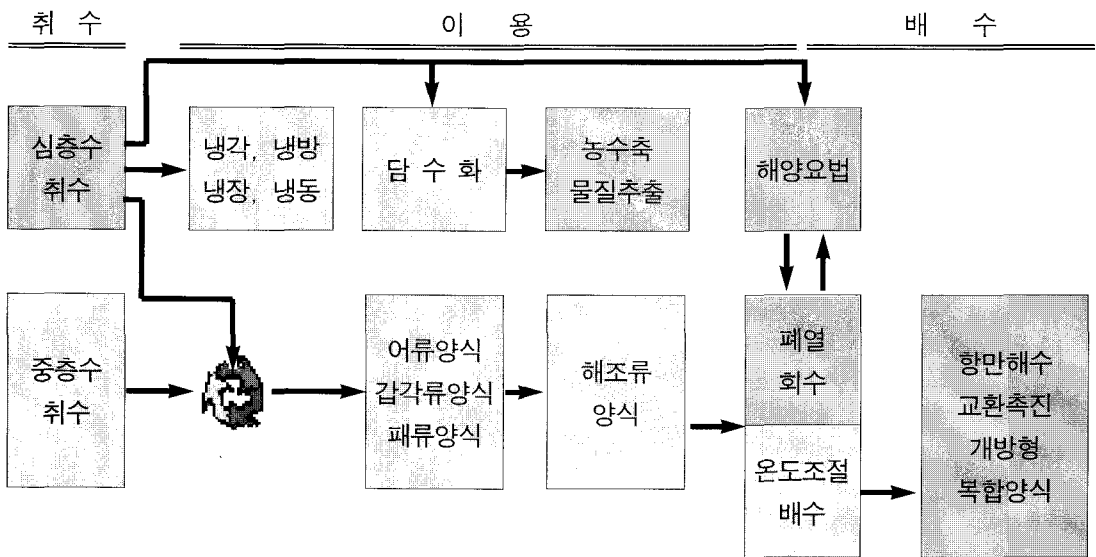 취 수
이 용
배 수
심층수
취수
냉각, 냉방
냉장, 냉동
담 수 화
농수축
물질추출
해양요법
중층수
취수
어류양식
갑각류양식
패류양식
해조류
양식
폐열
회수
온도조절
배수
항만해수
교환촉진
개방형
복합양식